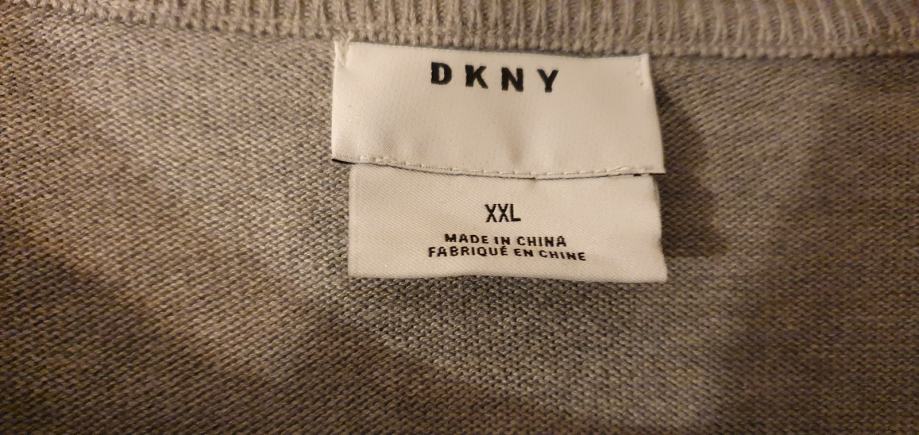 DKNY
XXL
MADE IN CHINA
FABRIQUÉ EN CHINE